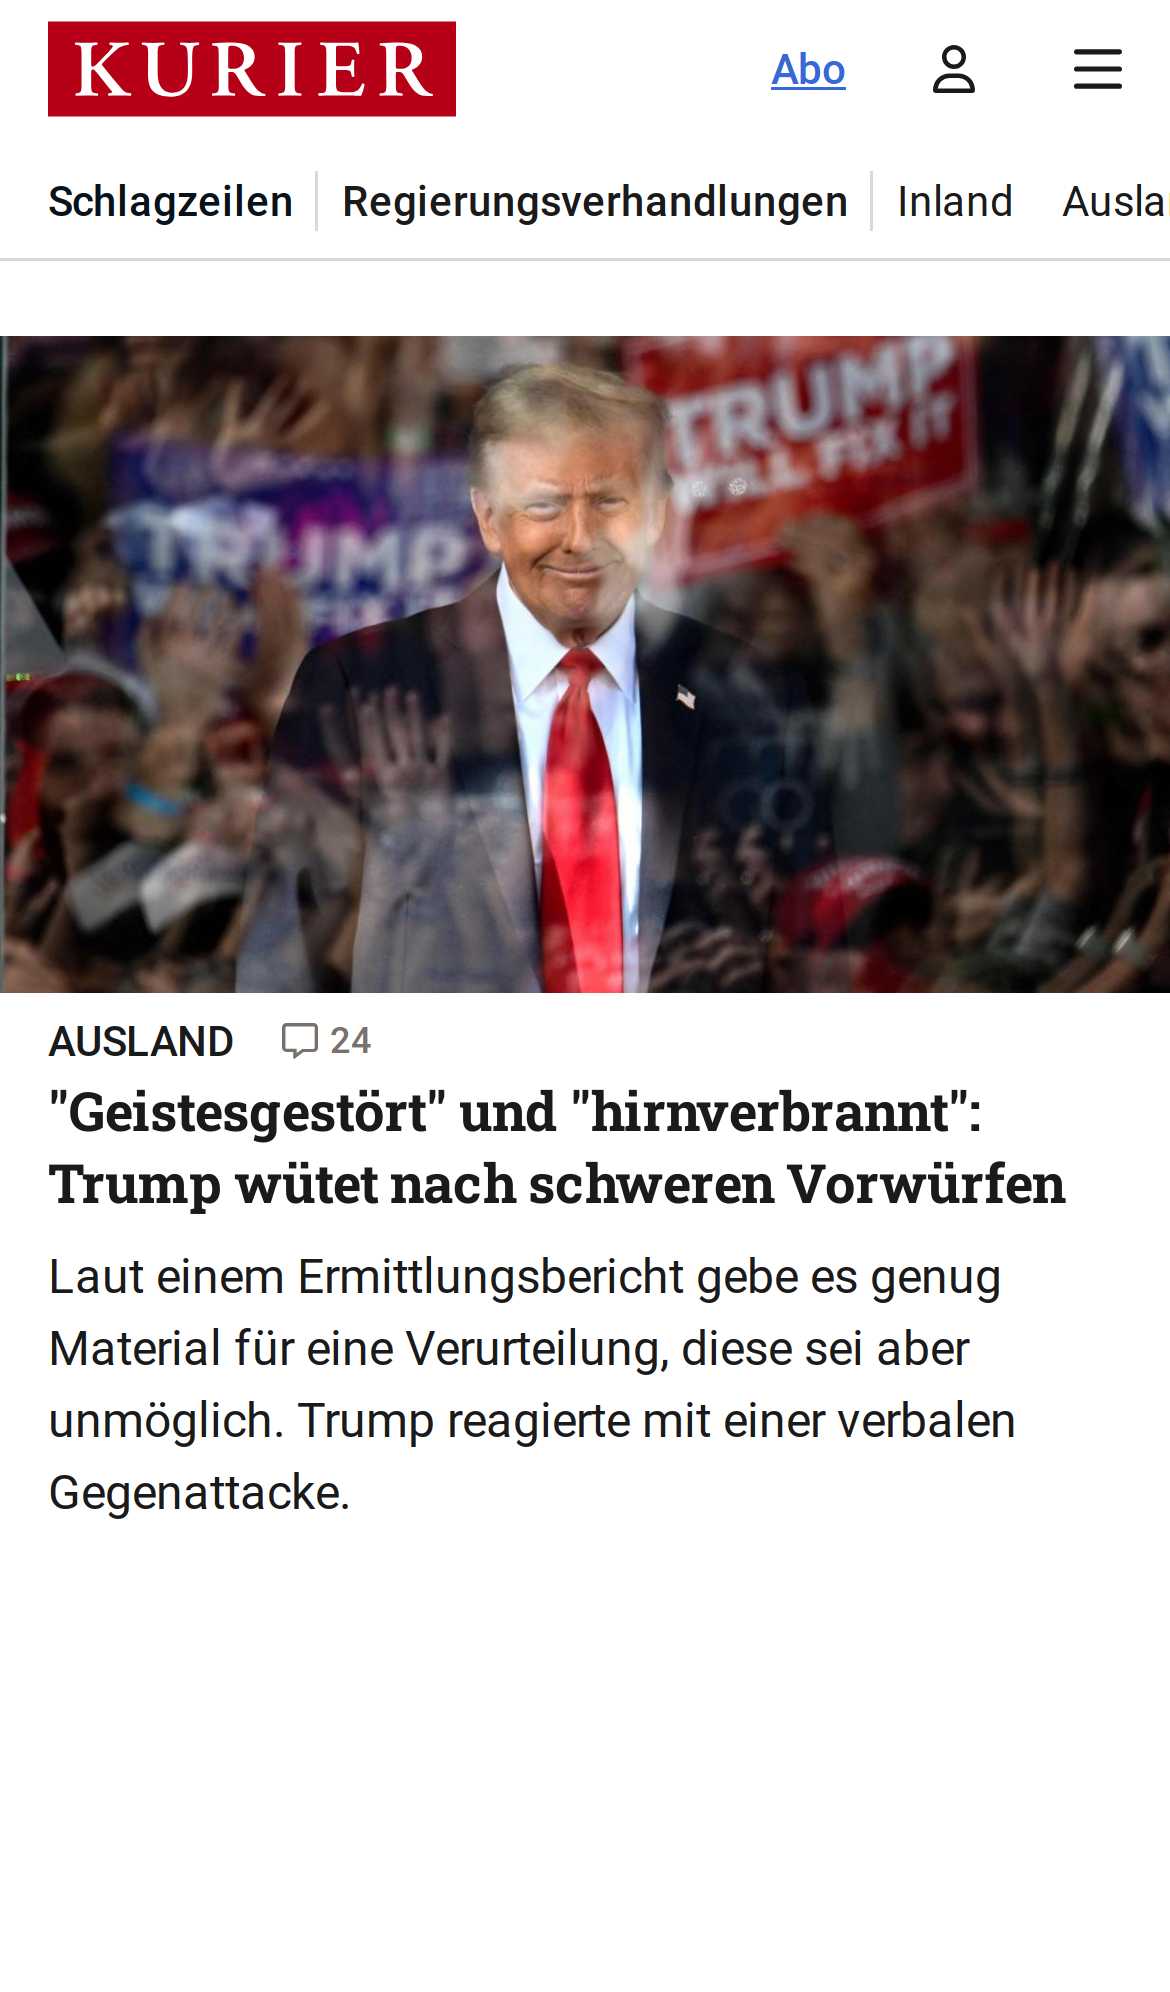 KURIER
Abo
Schlagzeilen
Regierungsverhandlungen
Inland
TRUMP
WILL FIX IT
TRUMP
AUSLAND
24
"Geistesgestört" und "hirnverbrannt":
Trump wütet nach schweren Vorwürfen
Laut einem Ermittlungsbericht gebe es genug
Material für eine Verurteilung, diese sei aber
unmöglich. Trump reagierte mit einer verbalen
Gegenattacke.